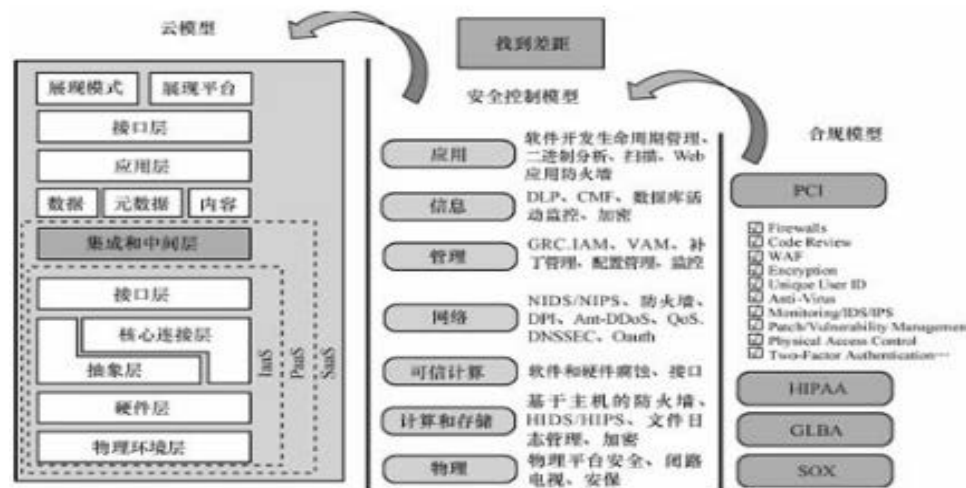 云模型
展现模式
展现平台
接口层
应用层
数据
元数据
内容
集成和中间层
接口层
核心连接层
抽象层
硬件层
物理环境层
IaaS
PaaS
SaaS
找到差距
安全控制模型
应用
软件开发生命周期管理、
二进制分析、扫描、Web
应用防火墙
信息
DLP、CMF、数据库活
动监控、加密
管理
GRC.IAM、VAM、补
丁管理、配置管理、监控
网络
NIDS/NIPS、防火墙、
DPI、Ant-DDoS、QoS.
DNSSEC、Oauth
可信计算
软件和硬件腐蚀、接口
计算和存储
基于主机的防火墙、
HIDS/HIPS、文件日
志管理、加密
物理
物理平台安全、闭路
电视、安保
合规模型
PCI
Firewalls
Code Review
WAF
Encryption
Unique User ID
Anti-Virus
Monitoring/IDS/IPS
Patch/Vulnerability Management
Physical Access Control
Two-Factor Authentication…
HIPAA
GLBA
SOX